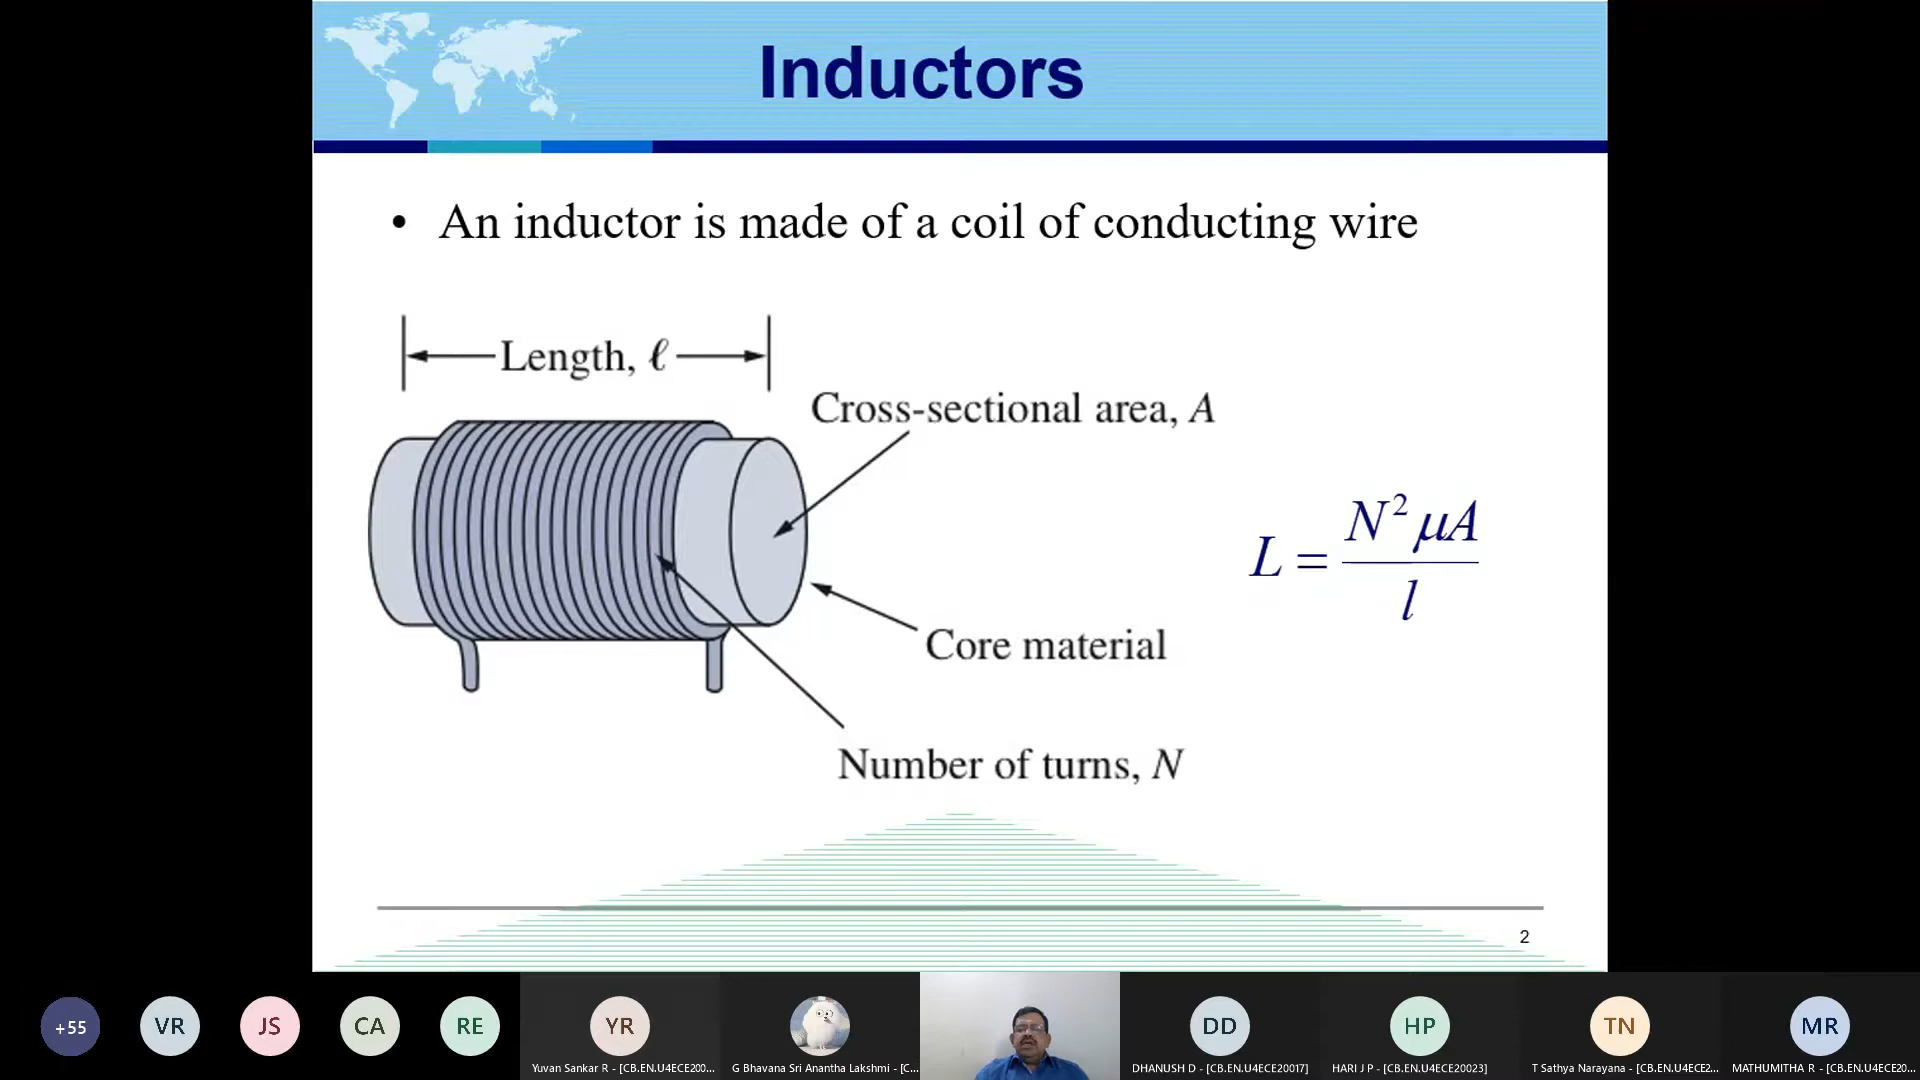 Inductors
• An inductor is made of a coil of conducting wire
Length, ℓ
Cross-sectional area, A
L = N²μA / l
Core material
Number of turns, N
2
+55
VR
JS
CA
RE
YR
DD
HP
TN
MR
Yuvan Sankar R - [CB.EN.U4ECE200...
G Bhavana Sri Anantha Lakshmi - [C...
DHANUSH D - [CB.EN.U4ECE20017]
HARI J P - [CB.EN.U4ECE20023]
T Sathya Narayana - [CB.EN.U4ECE2...
MATHUMITHA R - [CB.EN.U4ECE20...